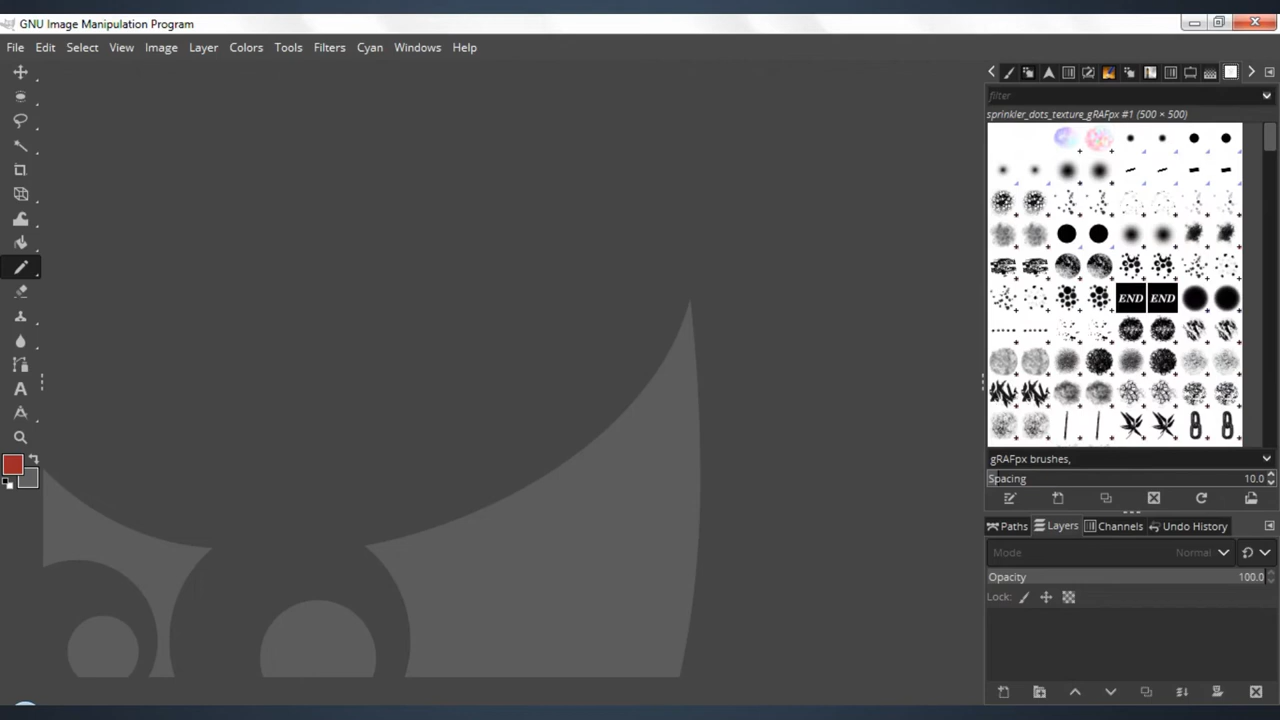 GNU Image Manipulation Program
File Edit Select View Image Layer Colors Tools Filters Cyan Windows Help
filter
sprinkler_dots_texture_gRAFpx #1 (500 × 500)
END END
gRAFpx brushes,
Spacing 10.0
Paths Layers Channels Undo History
Mode Normal
Opacity 100.0
Lock: